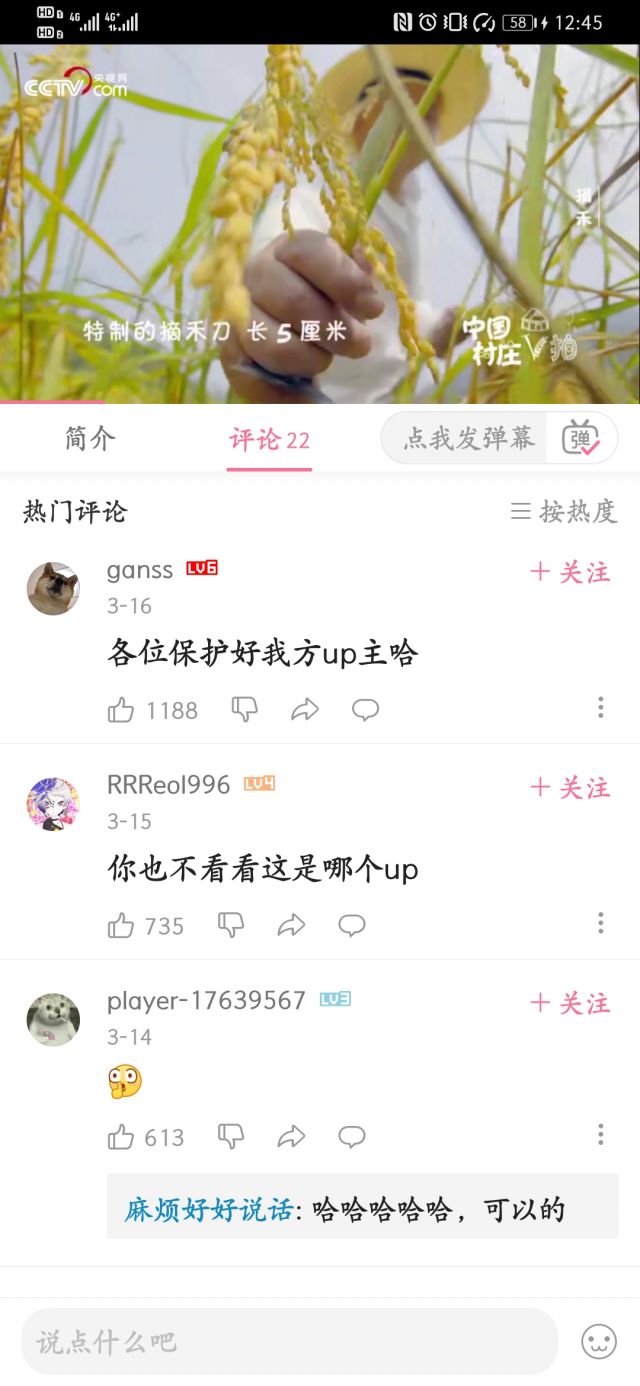 HD 1 4G 4G+ 58 12:45
HD 2
CCTV.com 央视网
摘禾
特制的摘禾刀 长5厘米
中国村庄 拍
简介 评论22 点我发弹幕 弹
热门评论 按热度
ganss LV6 + 关注
3-16
各位保护好我方up主哈
1188
RRReol996 LV4 + 关注
3-15
你也不看看这是哪个up
735
player-17639567 LV3 + 关注
3-14
613
麻烦好好说话: 哈哈哈哈哈，可以的
说点什么吧